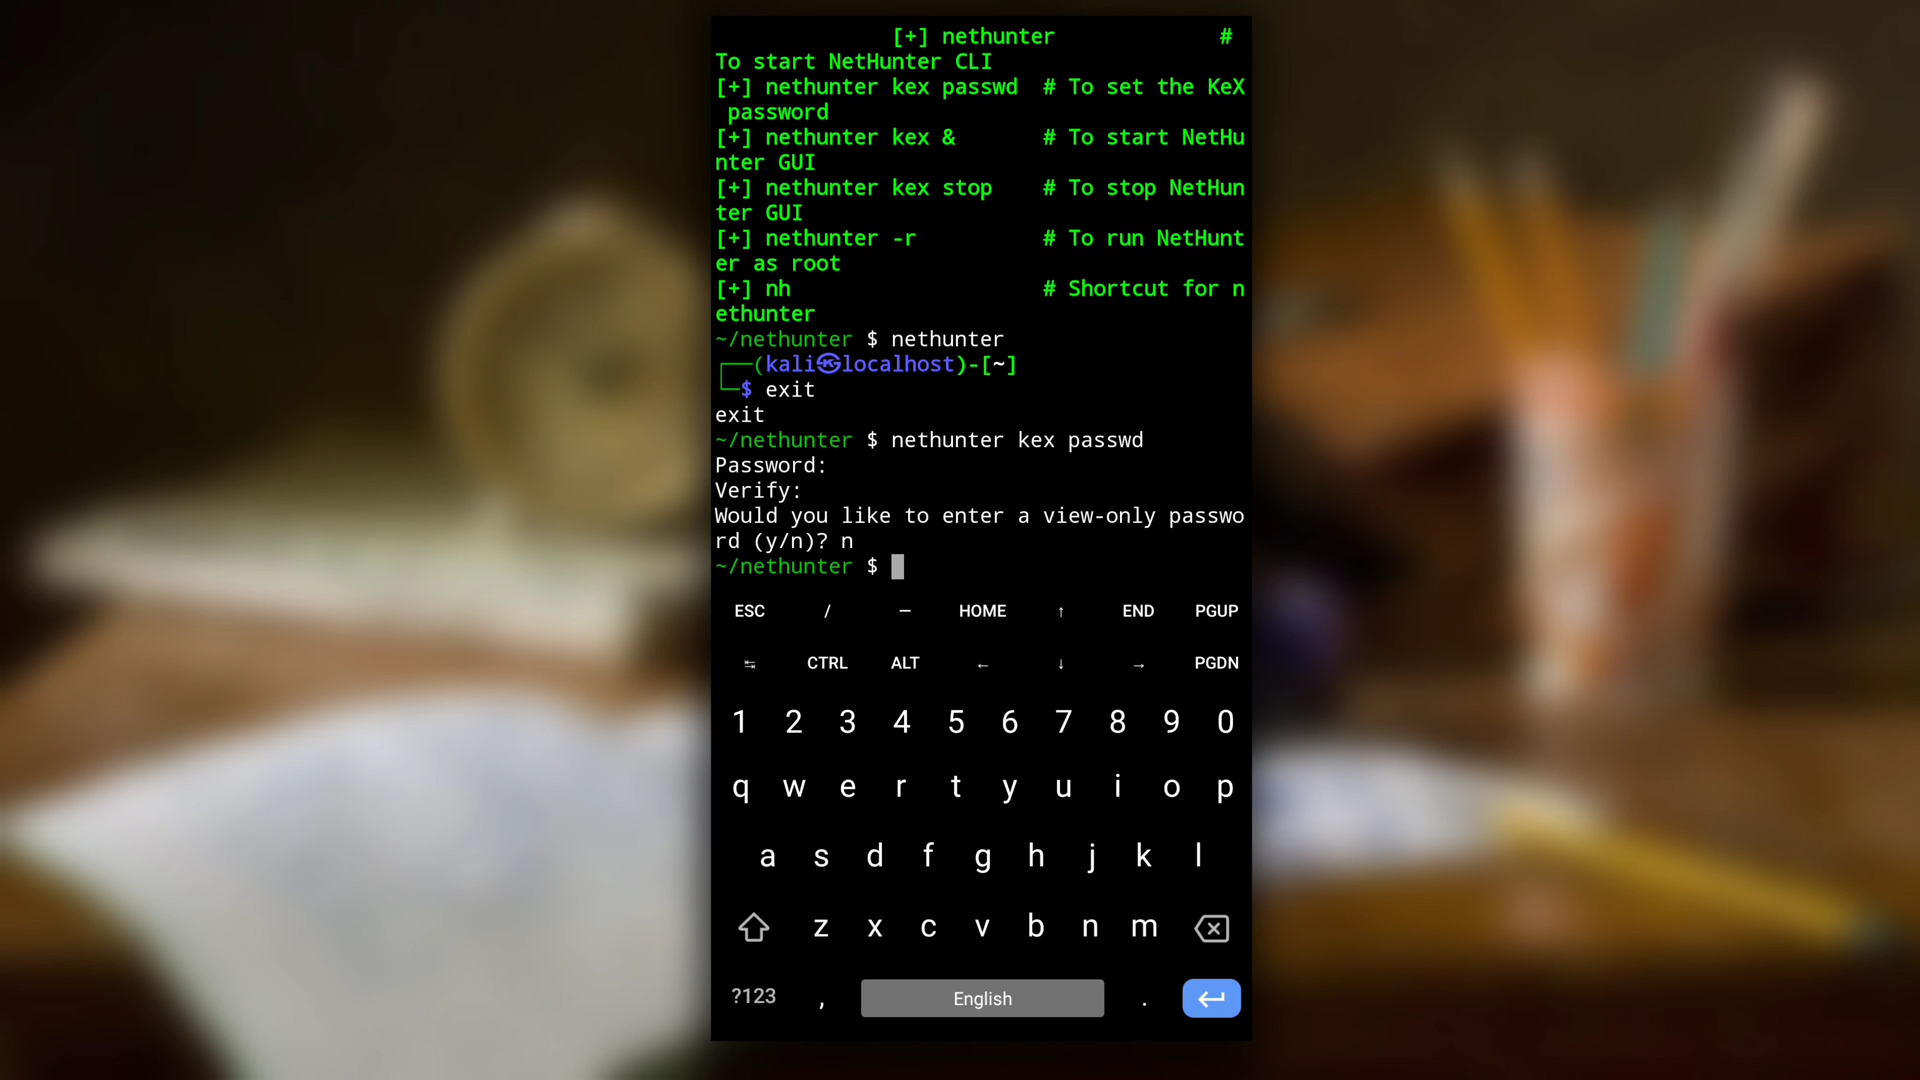 [+] nethunter #
To start NetHunter CLI
[+] nethunter kex passwd # To set the KeX
password
[+] nethunter kex & # To start NetHu
nter GUI
[+] nethunter kex stop # To stop NetHun
ter GUI
[+] nethunter -r # To run NetHunt
er as root
[+] nh # Shortcut for n
ethunter
~/nethunter $ nethunter
┌──(kali㉿localhost)-[~]
└─$ exit
exit
~/nethunter $ nethunter kex passwd
Password:
Verify:
Would you like to enter a view-only passwo
rd (y/n)? n
~/nethunter $
ESC / — HOME ↑ END PGUP
↹ CTRL ALT ← ↓ → PGDN
1 2 3 4 5 6 7 8 9 0
q w e r t y u i o p
a s d f g h j k l
z x c v b n m
?123 , English .